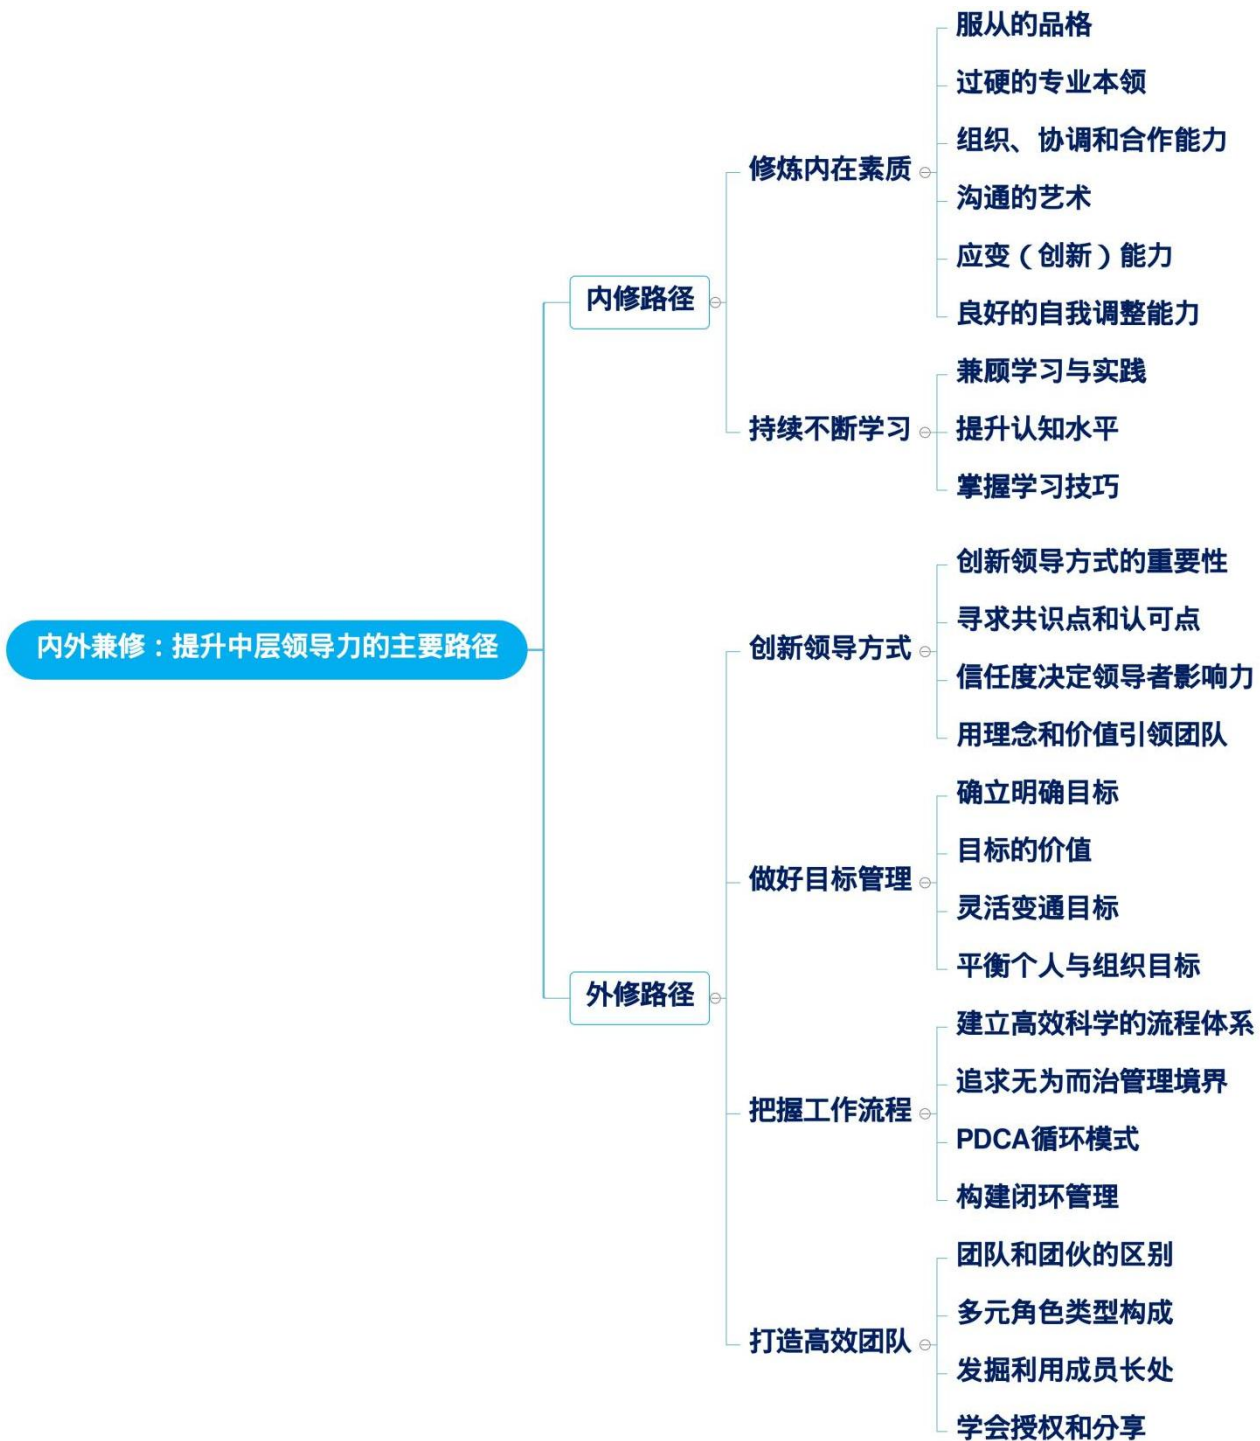 内外兼修：提升中层领导力的主要路径
内修路径
修炼内在素质
服从的品格
过硬的专业本领
组织、协调和合作能力
沟通的艺术
应变（创新）能力
良好的自我调整能力
持续不断学习
兼顾学习与实践
提升认知水平
掌握学习技巧
外修路径
创新领导方式
创新领导方式的重要性
寻求共识点和认可点
信任度决定领导者影响力
用理念和价值引领团队
做好目标管理
确立明确目标
目标的价值
灵活变通目标
平衡个人与组织目标
把握工作流程
建立高效科学的流程体系
追求无为而治管理境界
PDCA循环模式
构建闭环管理
打造高效团队
团队和团伙的区别
多元角色类型构成
发掘利用成员长处
学会授权和分享